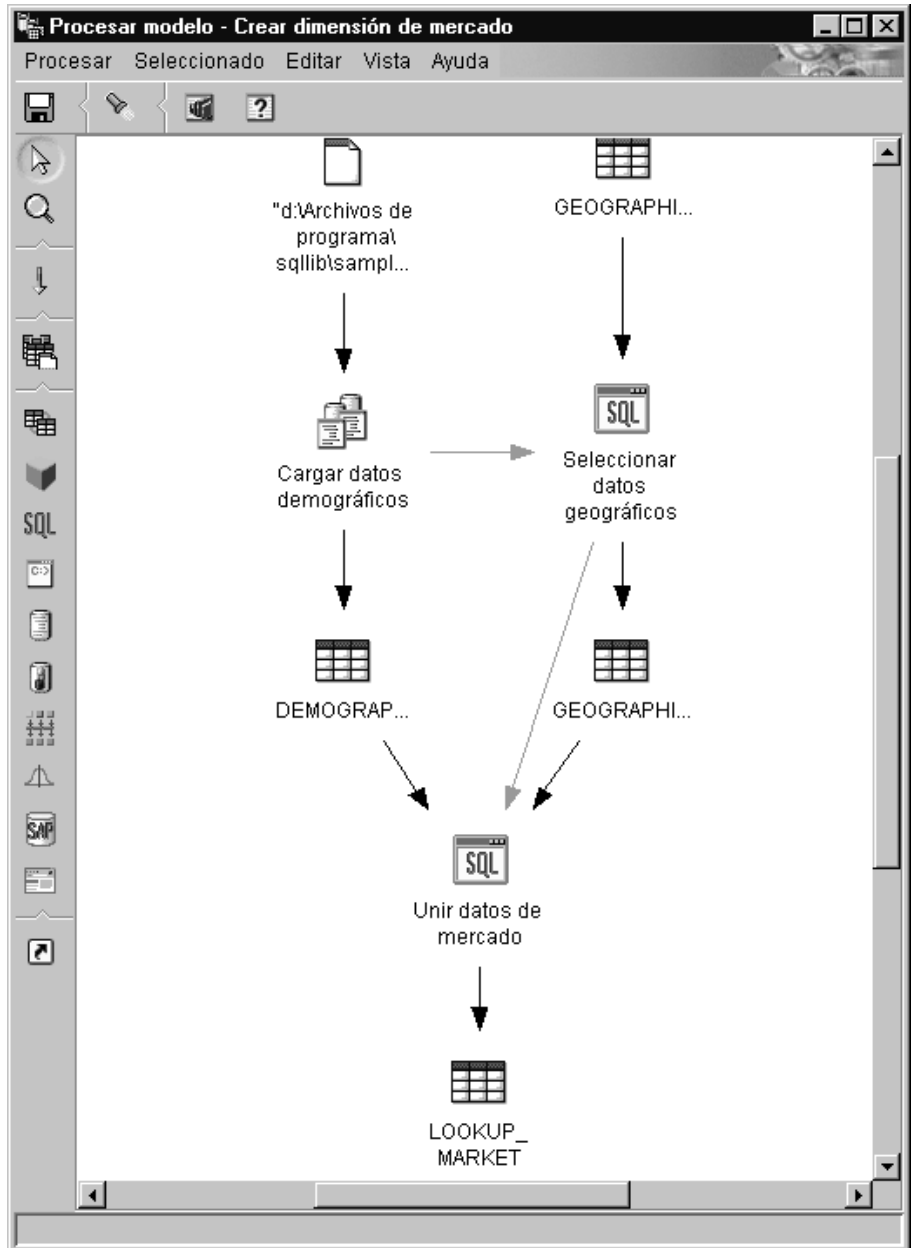 Procesar modelo - Crear dimensión de mercado
Procesar Seleccionado Editar Vista Ayuda
"d:\Archivos de
programa\
sqllib\sampl...
GEOGRAPHI...
Cargar datos
demográficos
SQL
Seleccionar
datos
geográficos
SQL
C:>
DEMOGRAP...
GEOGRAPHI...
SAP
SQL
Unir datos de
mercado
LOOKUP_
MARKET